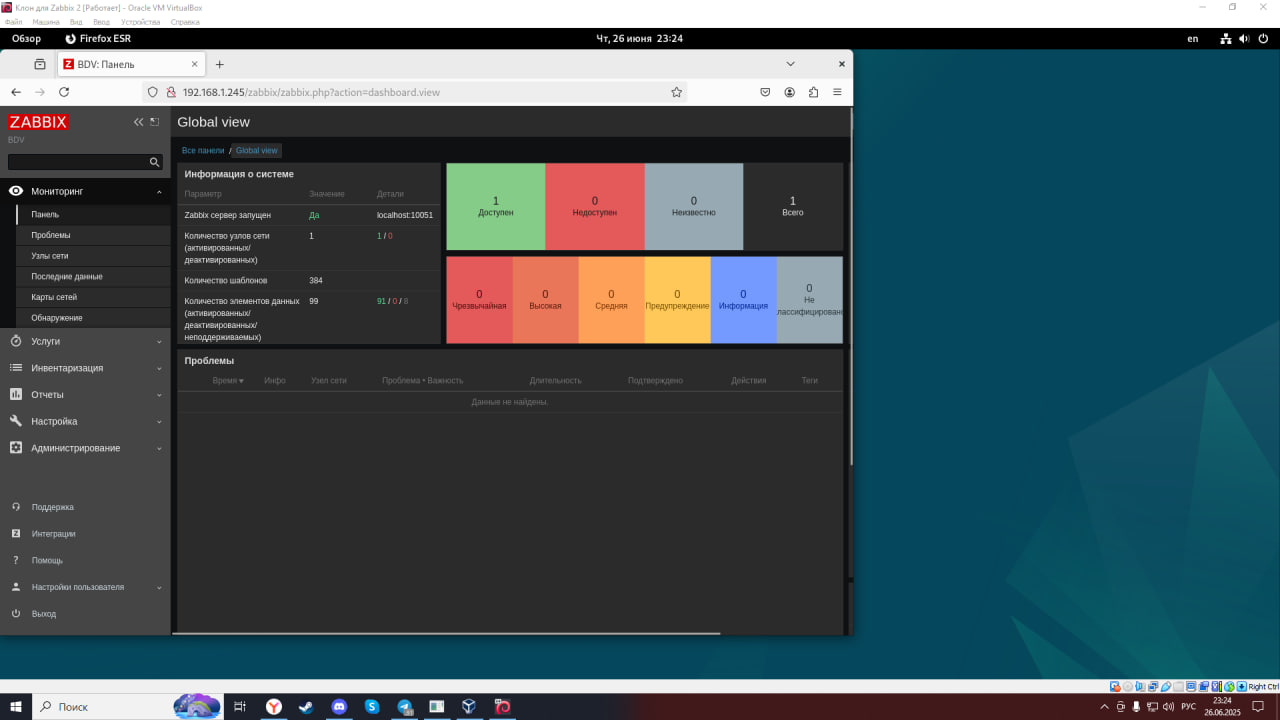 Клон для Zabbix 2 [Работает] - Oracle VM VirtualBox
Файл Машина Вид Ввод Устройства Справка
Обзор Firefox ESR Чт, 26 июня 23:24 en
BDV: Панель
192.168.1.245/zabbix/zabbix.php?action=dashboard.view
ZABBIX
BDV
Мониторинг
Панель
Проблемы
Узлы сети
Последние данные
Карты сетей
Обнаружение
Услуги
Инвентаризация
Отчеты
Настройка
Администрирование
Поддержка
Интеграции
Помощь
Настройки пользователя
Выход
Global view
Все панели / Global view
Информация о системе
Параметр Значение Детали
Zabbix сервер запущен Да localhost:10051
Количество узлов сети 1 1 / 0
(активированных/
деактивированных)
Количество шаблонов 384
Количество элементов данных 99 91 / 0 / 8
(активированных/
деактивированных/
неподдерживаемых)
1 0 0 1
Доступен Недоступен Неизвестно Всего
0 0 0 0 0 0
Чрезвычайная Высокая Средняя Предупреждение Информация Не
лассифицирован
Проблемы
Время Инфо Узел сети Проблема • Важность Длительность Подтверждено Действия Теги
Данные не найдены.
Right Ctrl
Поиск
РУС
23:24
26.06.2025